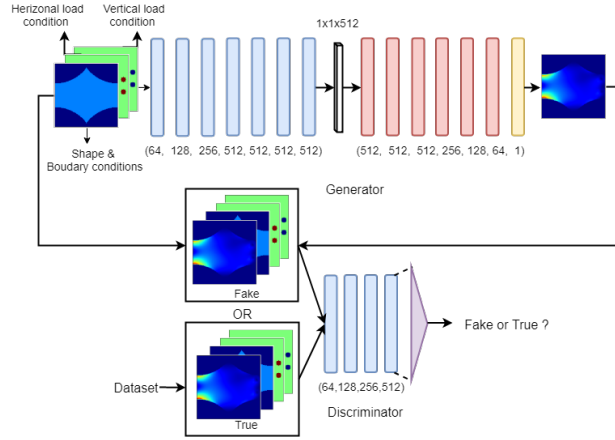 Herizonal load
condition
Vertical load
condition
1x1x512
Shape &
Boudary conditions
(64, 128, 256, 512, 512, 512, 512)
(512, 512, 512, 256, 128, 64, 1)
Generator
Fake
OR
True
Dataset
(64,128,256,512)
Discriminator
Fake or True ?